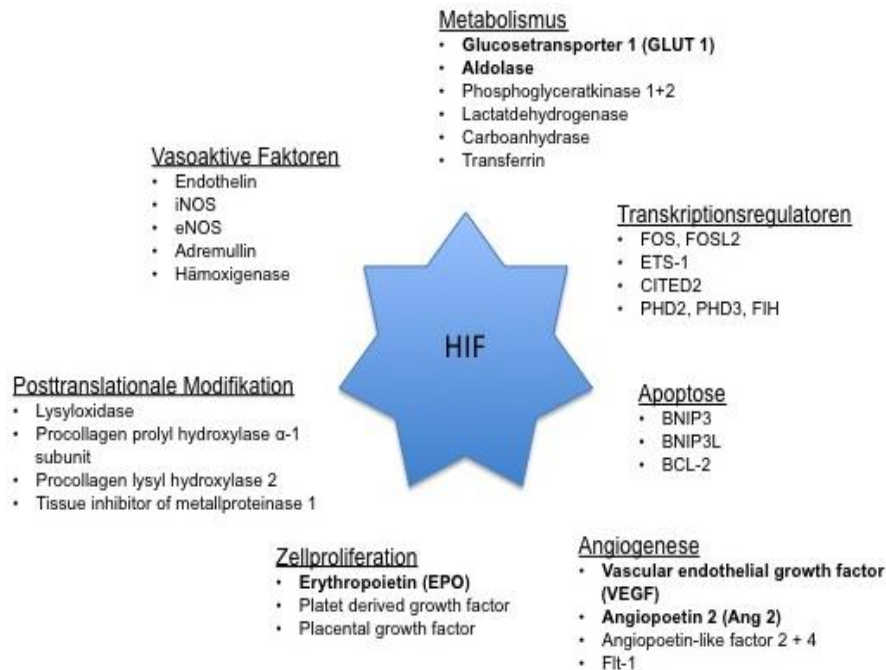 Metabolismus
• Glucosetransporter 1 (GLUT 1)
• Aldolase
• Phosphoglyceratkinase 1+2
• Lactatdehydrogenase
• Carboanhydrase
• Transferrin
Vasoaktive Faktoren
• Endothelin
• iNOS
• eNOS
• Adremullin
• Hämoxigenase
Transkriptionsregulatoren
• FOS, FOSL2
• ETS-1
• CITED2
• PHD2, PHD3, FIH
HIF
Posttranslationale Modifikation
• Lysyloxidase
• Procollagen prolyl hydroxylase α-1
subunit
• Procollagen lysyl hydroxylase 2
• Tissue inhibitor of metallproteinase 1
Apoptose
• BNIP3
• BNIP3L
• BCL-2
Zellproliferation
• Erythropoietin (EPO)
• Platet derived growth factor
• Placental growth factor
Angiogenese
• Vascular endothelial growth factor
(VEGF)
• Angiopoetin 2 (Ang 2)
• Angiopoetin-like factor 2 + 4
• Flt-1